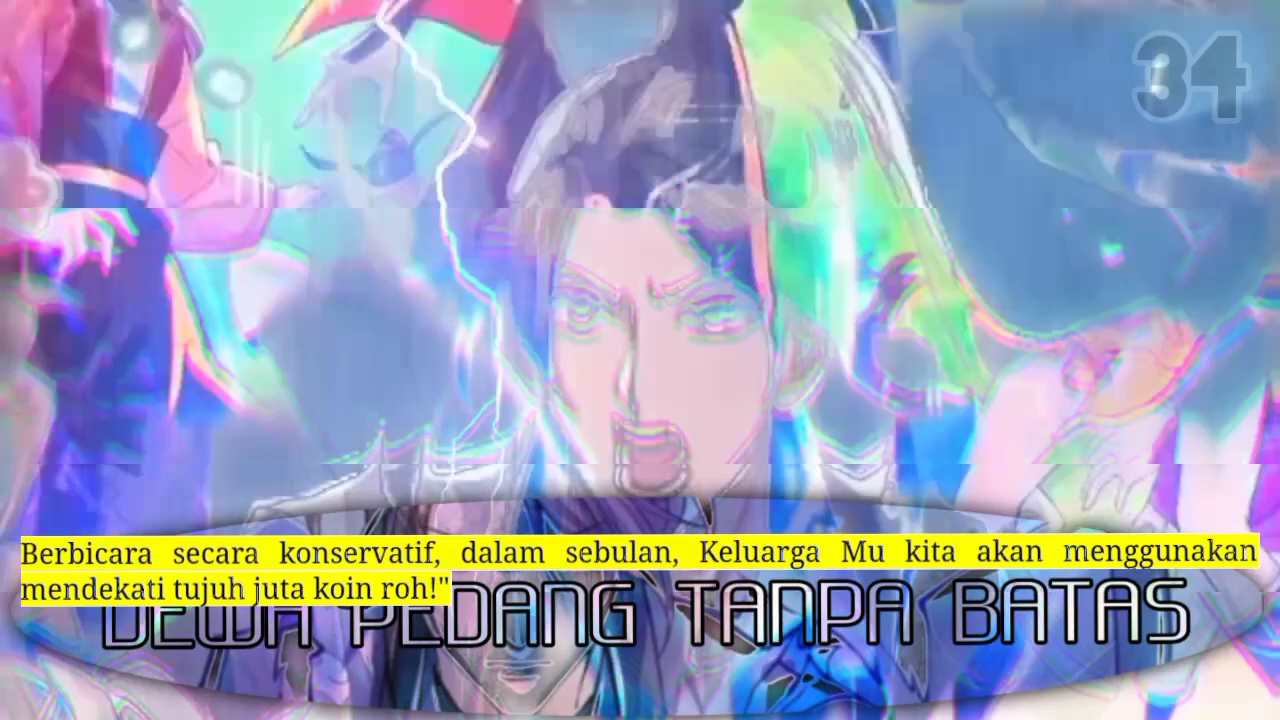 34
Berbicara secara konservatif, dalam sebulan, Keluarga Mu kita akan menggunakan
mendekati tujuh juta koin roh!"
DEWA PEDANG TANPA BATAS